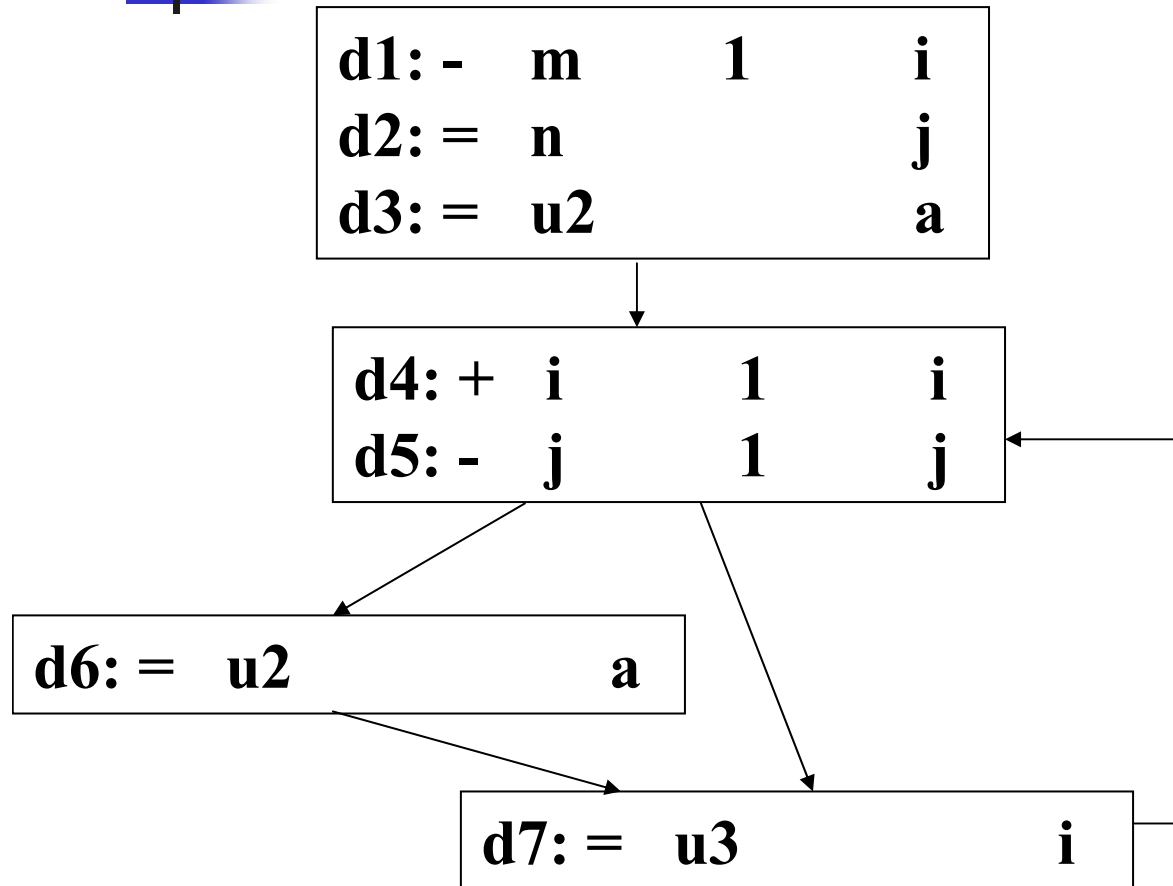 d1: - m 1 i
d2: = n j
d3: = u2 a
d4: + i 1 i
d5: - j 1 j
d6: = u2 a
d7: = u3 i